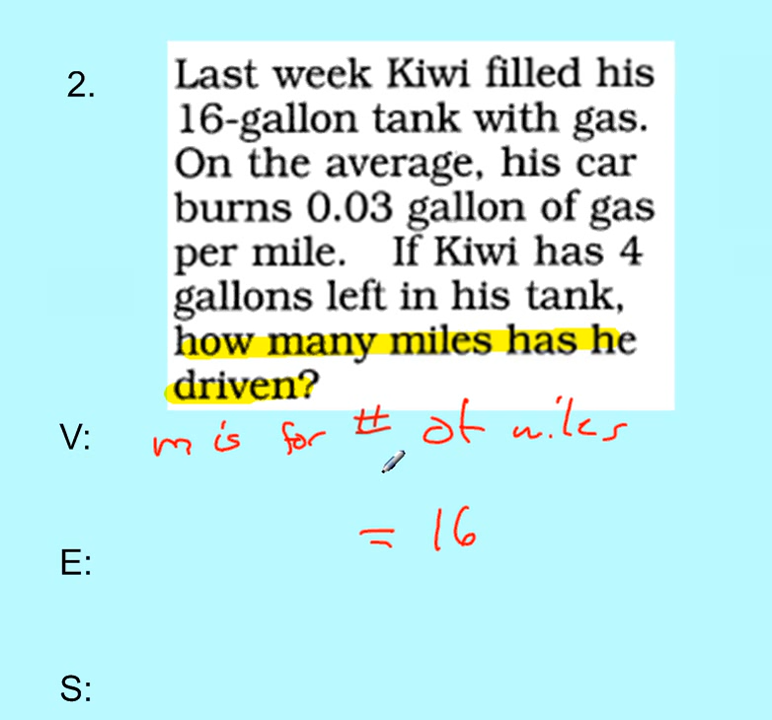 2. Last week Kiwi filled his
16-gallon tank with gas.
On the average, his car
burns 0.03 gallon of gas
per mile. If Kiwi has 4
gallons left in his tank,
how many miles has he
driven?
V: m is for # of miles
= 16
E:
S: